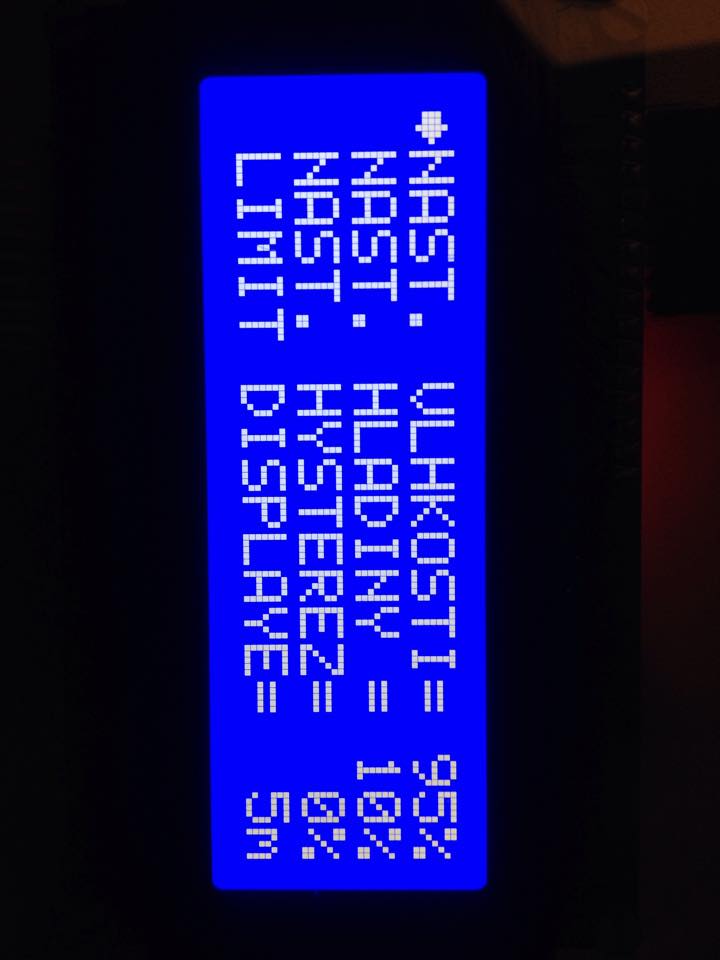 NAST. VLHKOSTI= 95%
NAST. HLADINY = 10%
NAST. HYSTEREZ= 0%
LIMIT DISPLAYE= 5m